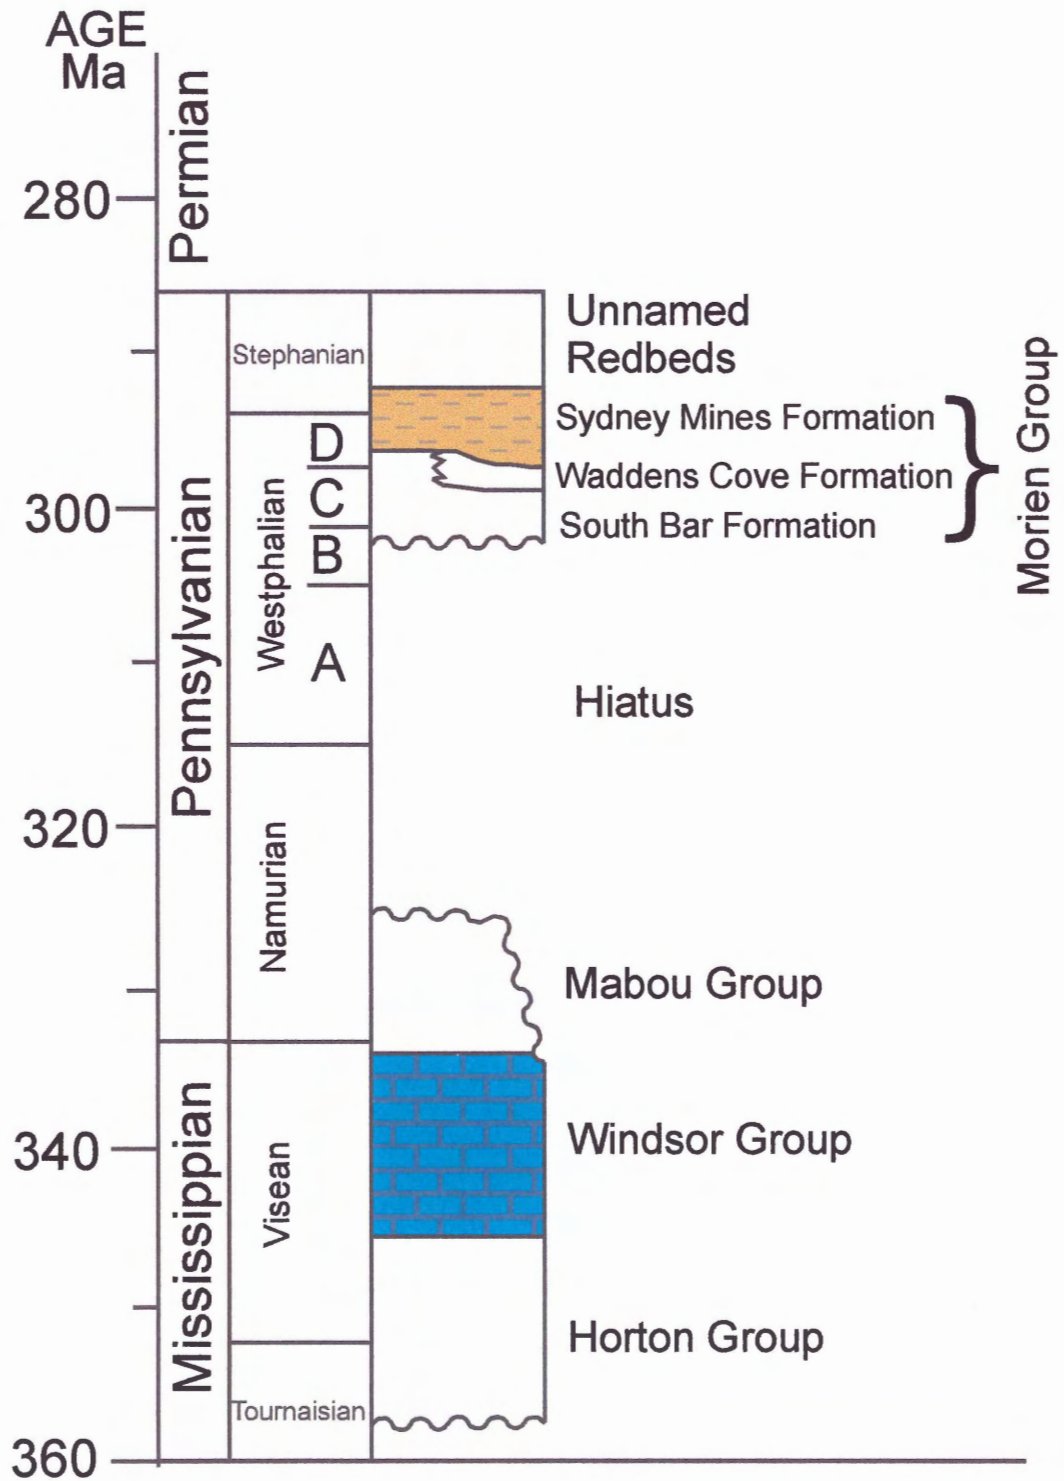 AGE
Ma
Permian
280
Unnamed
Redbeds
Stephanian
Sydney Mines Formation
D
Waddens Cove Formation
C
300
South Bar Formation
B
Morien Group
Westphalian
A
Pennsylvanian
Hiatus
320
Namurian
Mabou Group
340
Windsor Group
Visean
Mississippian
Horton Group
Tournaisian
360